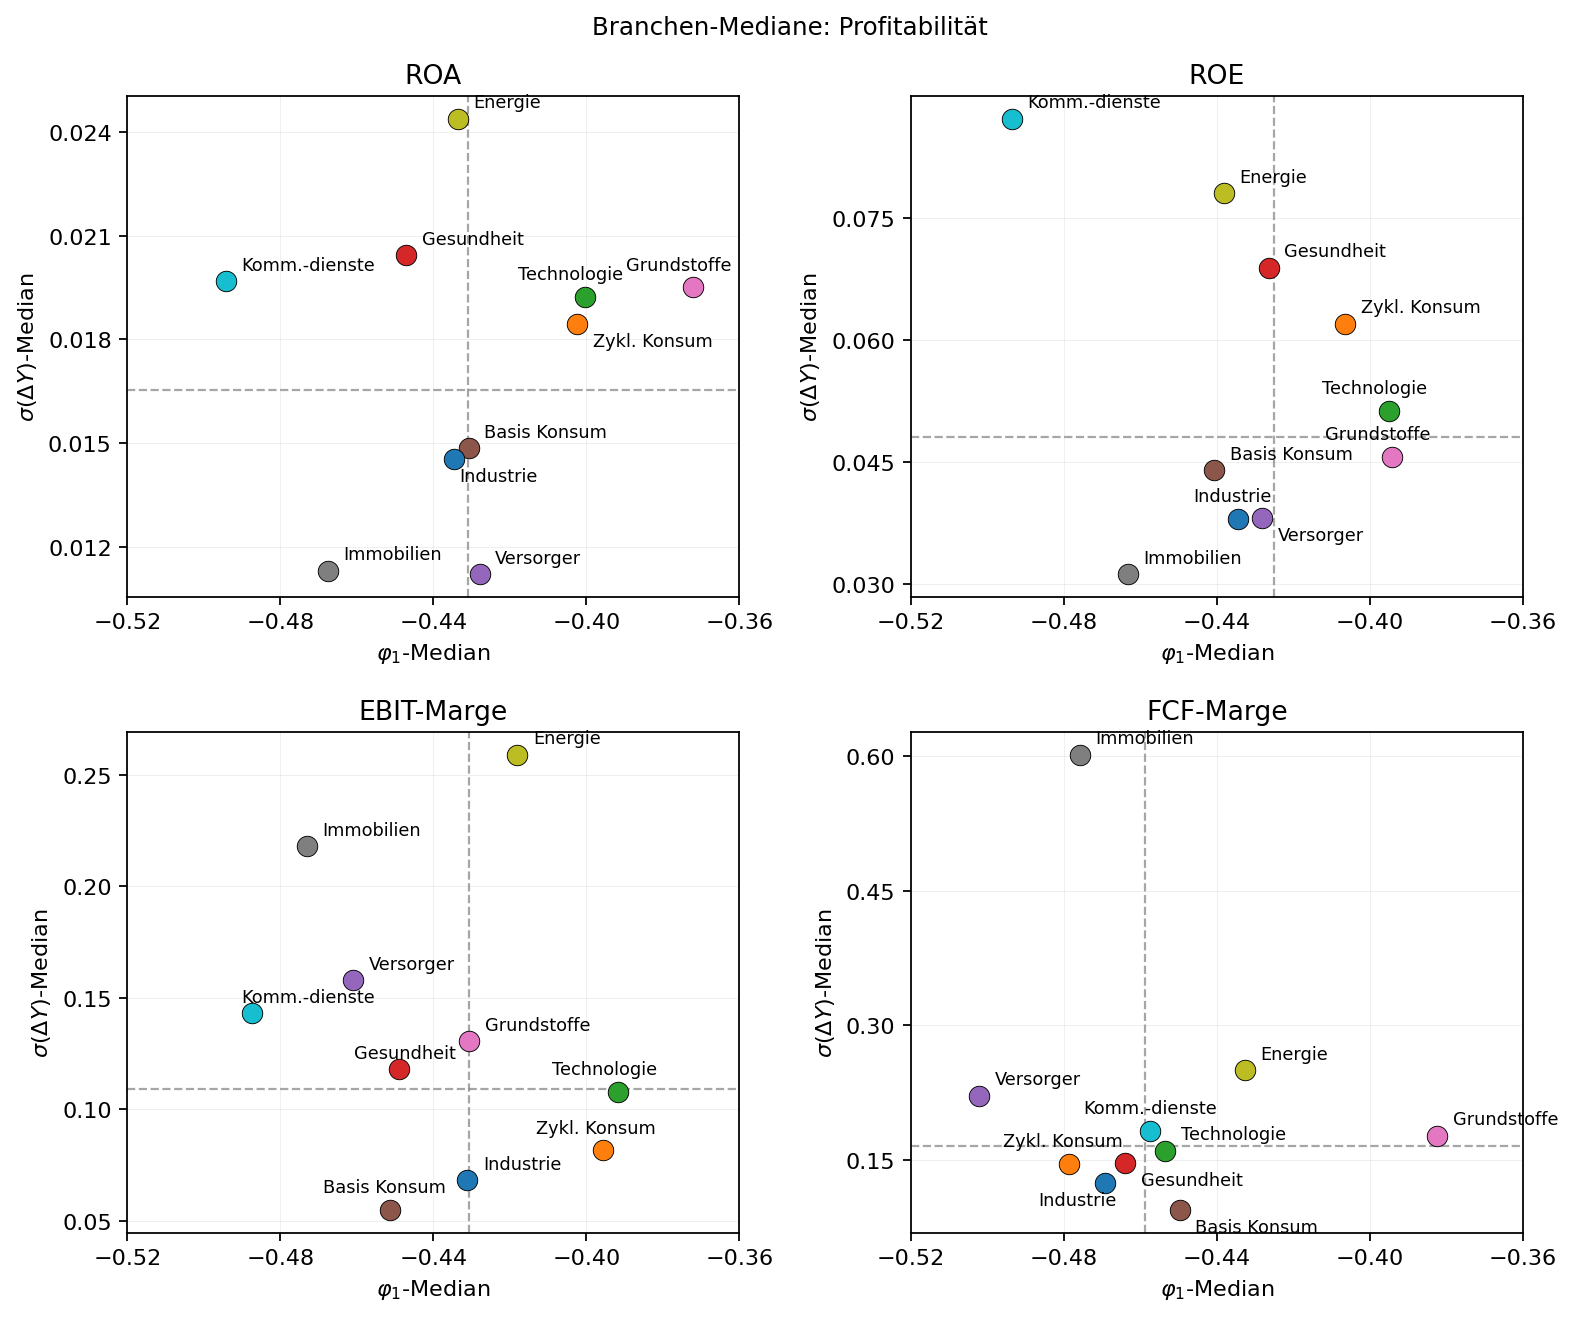 Branchen-Mediane: Profitabilität
ROA
σ(ΔY)-Median
0.024
0.021
0.018
0.015
0.012
Energie
Gesundheit
Komm.-dienste
Technologie
Grundstoffe
Zykl. Konsum
Basis Konsum
Industrie
Immobilien
Versorger
−0.52
−0.48
−0.44
−0.40
−0.36
φ₁-Median
ROE
σ(ΔY)-Median
0.075
0.060
0.045
0.030
Komm.-dienste
Energie
Gesundheit
Zykl. Konsum
Technologie
Grundstoffe
Basis Konsum
Industrie
Versorger
Immobilien
−0.52
−0.48
−0.44
−0.40
−0.36
φ₁-Median
EBIT-Marge
σ(ΔY)-Median
0.25
0.20
0.15
0.10
0.05
Energie
Immobilien
Versorger
Komm.-dienste
Grundstoffe
Gesundheit
Technologie
Zykl. Konsum
Industrie
Basis Konsum
−0.52
−0.48
−0.44
−0.40
−0.36
φ₁-Median
FCF-Marge
σ(ΔY)-Median
0.60
0.45
0.30
0.15
Immobilien
Energie
Versorger
Komm.-dienste
Grundstoffe
Technologie
Zykl. Konsum
Gesundheit
Industrie
Basis Konsum
−0.52
−0.48
−0.44
−0.40
−0.36
φ₁-Median